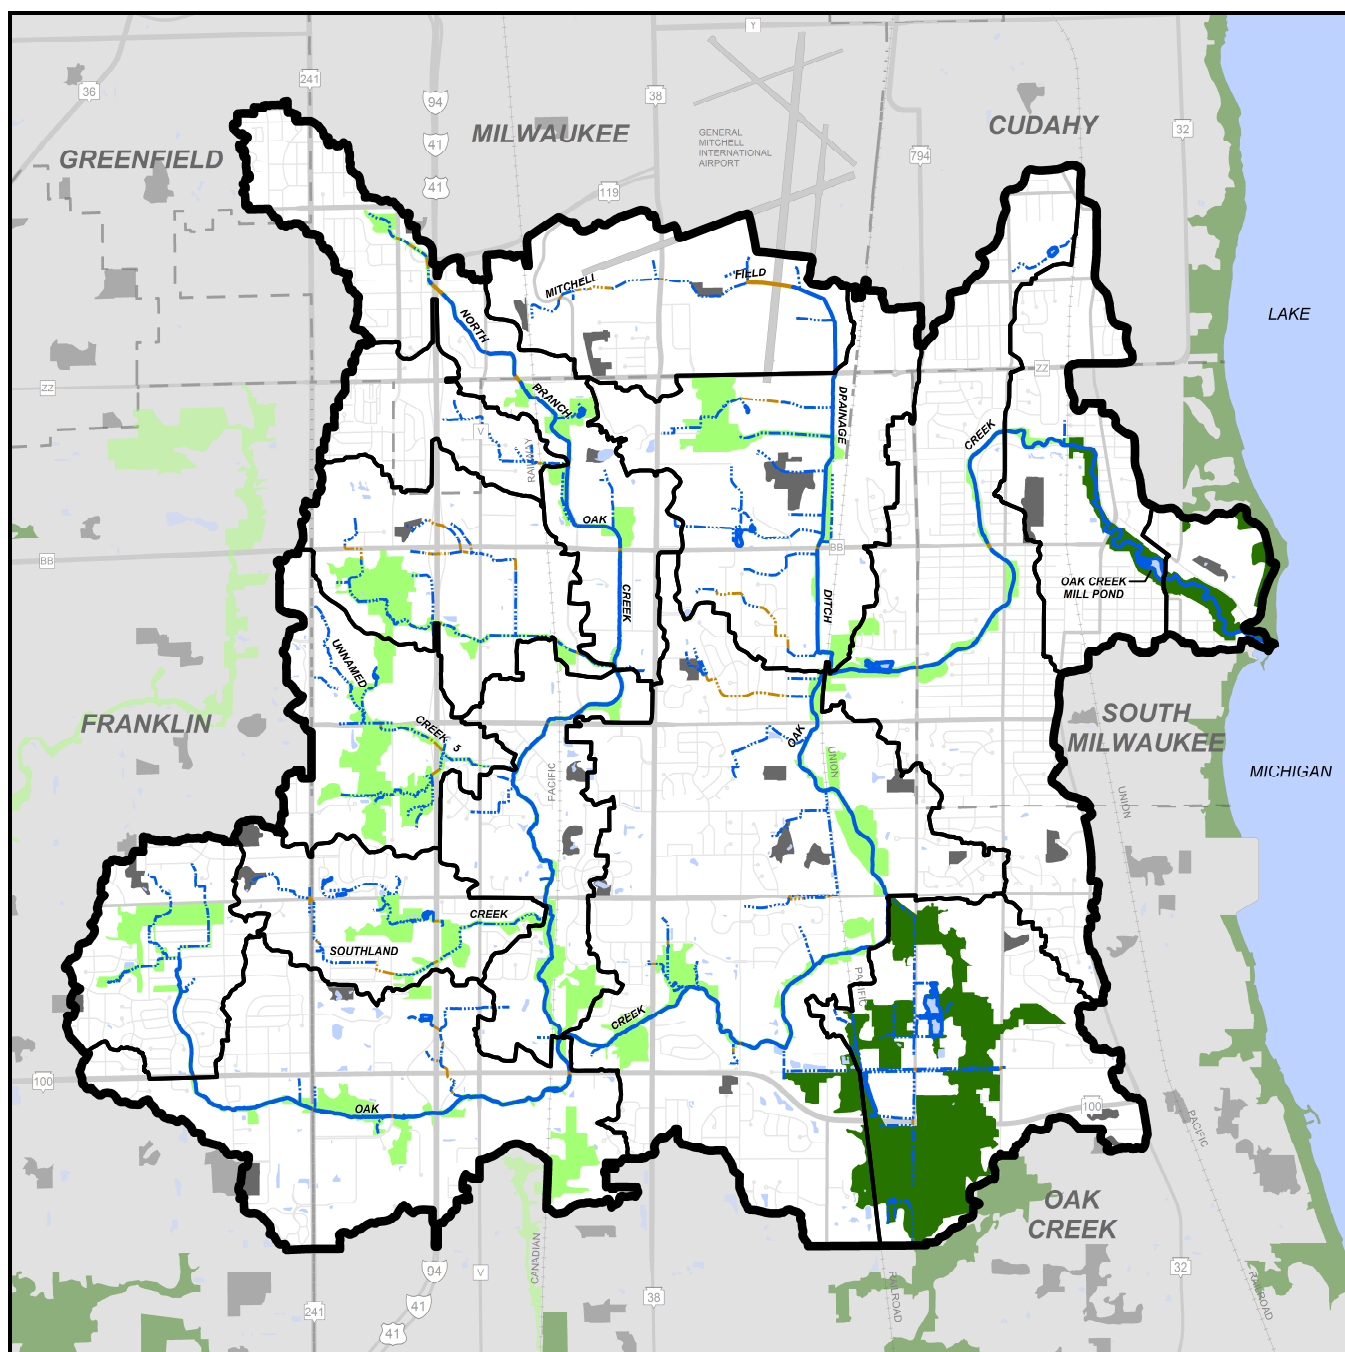 Y
36
241
94
38
MILWAUKEE
GENERAL
MITCHELL
INTERNATIONAL
AIRPORT
CUDAHY
32
41
GREENFIELD
794
41
119
MITCHELL
FIELD
LAKE
NORTH
ZZ
ZZ
BRANCH
DRAINAGE
V
CREEK
RAILWAY
OAK
BB
BB
OAK CREEK
MILL POND
CREEK
DITCH
UNNAMED
FRANKLIN
CREEK 5
OAK
SOUTH
MILWAUKEE
UNION
PACIFIC
MICHIGAN
UNION
CREEK
SOUTHLAND
PACIFIC
CREEK
100
OAK
100
PACIFIC
OAK
CREEK
CANADIAN
94
V
32
41
241
38
RAILROAD
RAILROAD
41